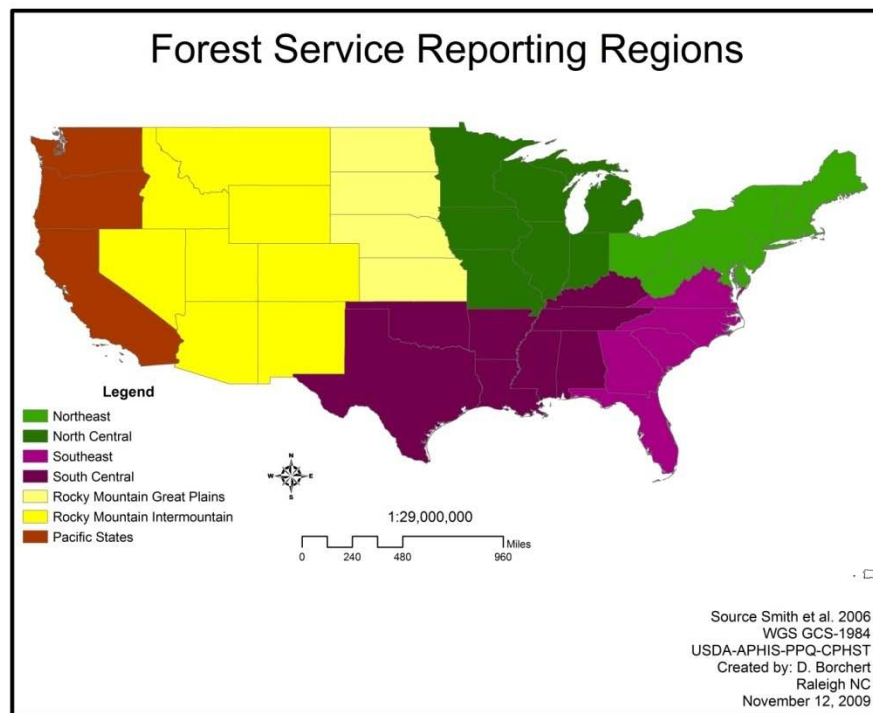 Forest Service Reporting Regions
Legend
Northeast
North Central
Southeast
South Central
Rocky Mountain Great Plains
Rocky Mountain Intermountain
Pacific States
N
W E
S
1:29,000,000
Miles
0 240 480 960
Source Smith et al. 2006
WGS GCS-1984
USDA-APHIS-PPQ-CPHST
Created by: D. Borchert
Raleigh NC
November 12, 2009